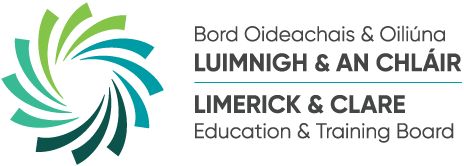 Bord Oideachais & Oiliúna
LUIMNIGH & AN CHLÁIR
LIMERICK & CLARE
Education & Training Board